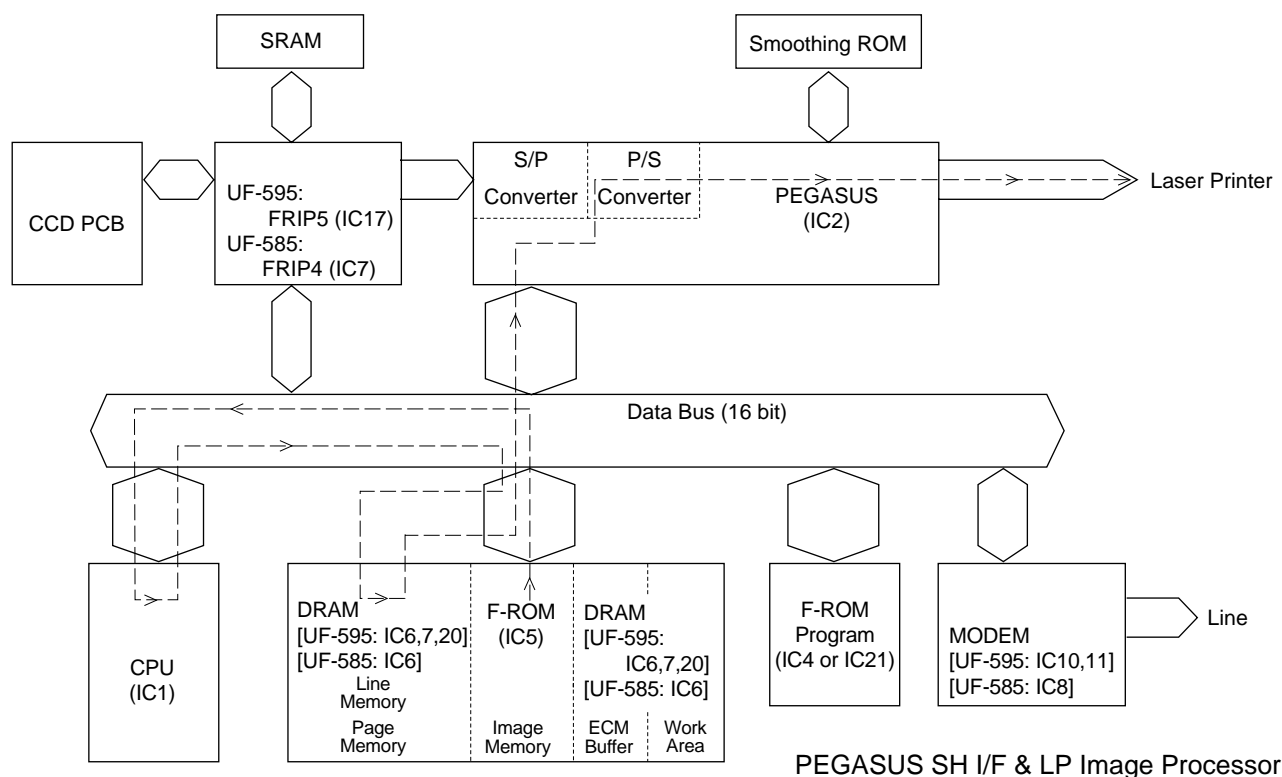 SRAM
Smoothing ROM
CCD PCB
UF-595:
FRIP5 (IC17)
UF-585:
FRIP4 (IC7)
S/P
Converter
P/S
Converter
PEGASUS
(IC2)
Laser Printer
Data Bus (16 bit)
CPU
(IC1)
DRAM
[UF-595: IC6,7,20]
[UF-585: IC6]
Line
Memory
Page
Memory
F-ROM
(IC5)
Image
Memory
DRAM
[UF-595:
IC6,7,20]
[UF-585: IC6]
ECM
Buffer
Work
Area
F-ROM
Program
(IC4 or IC21)
MODEM
[UF-595: IC10,11]
[UF-585: IC8]
Line
PEGASUS SH I/F & LP Image Processor